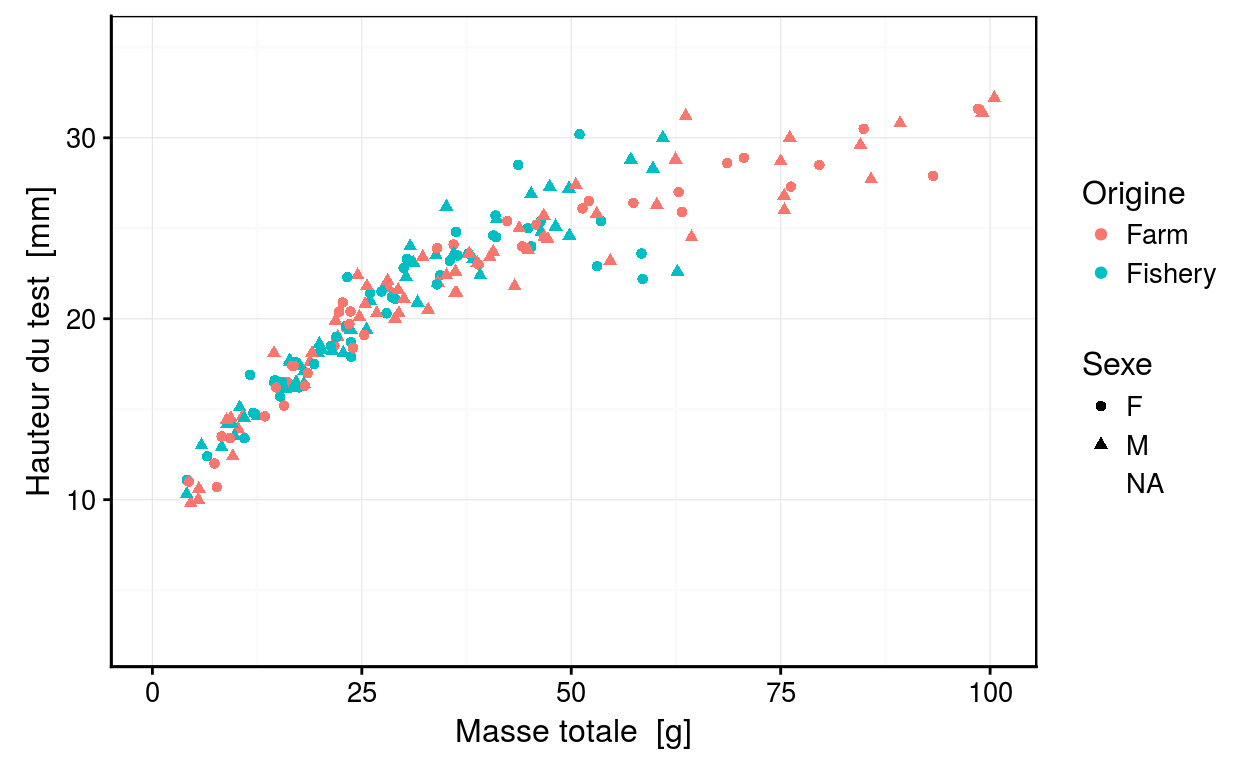 Hauteur du test [mm]
30
20
10
0
25
50
75
100
Masse totale [g]
Origine
Farm
Fishery
Sexe
F
M
NA